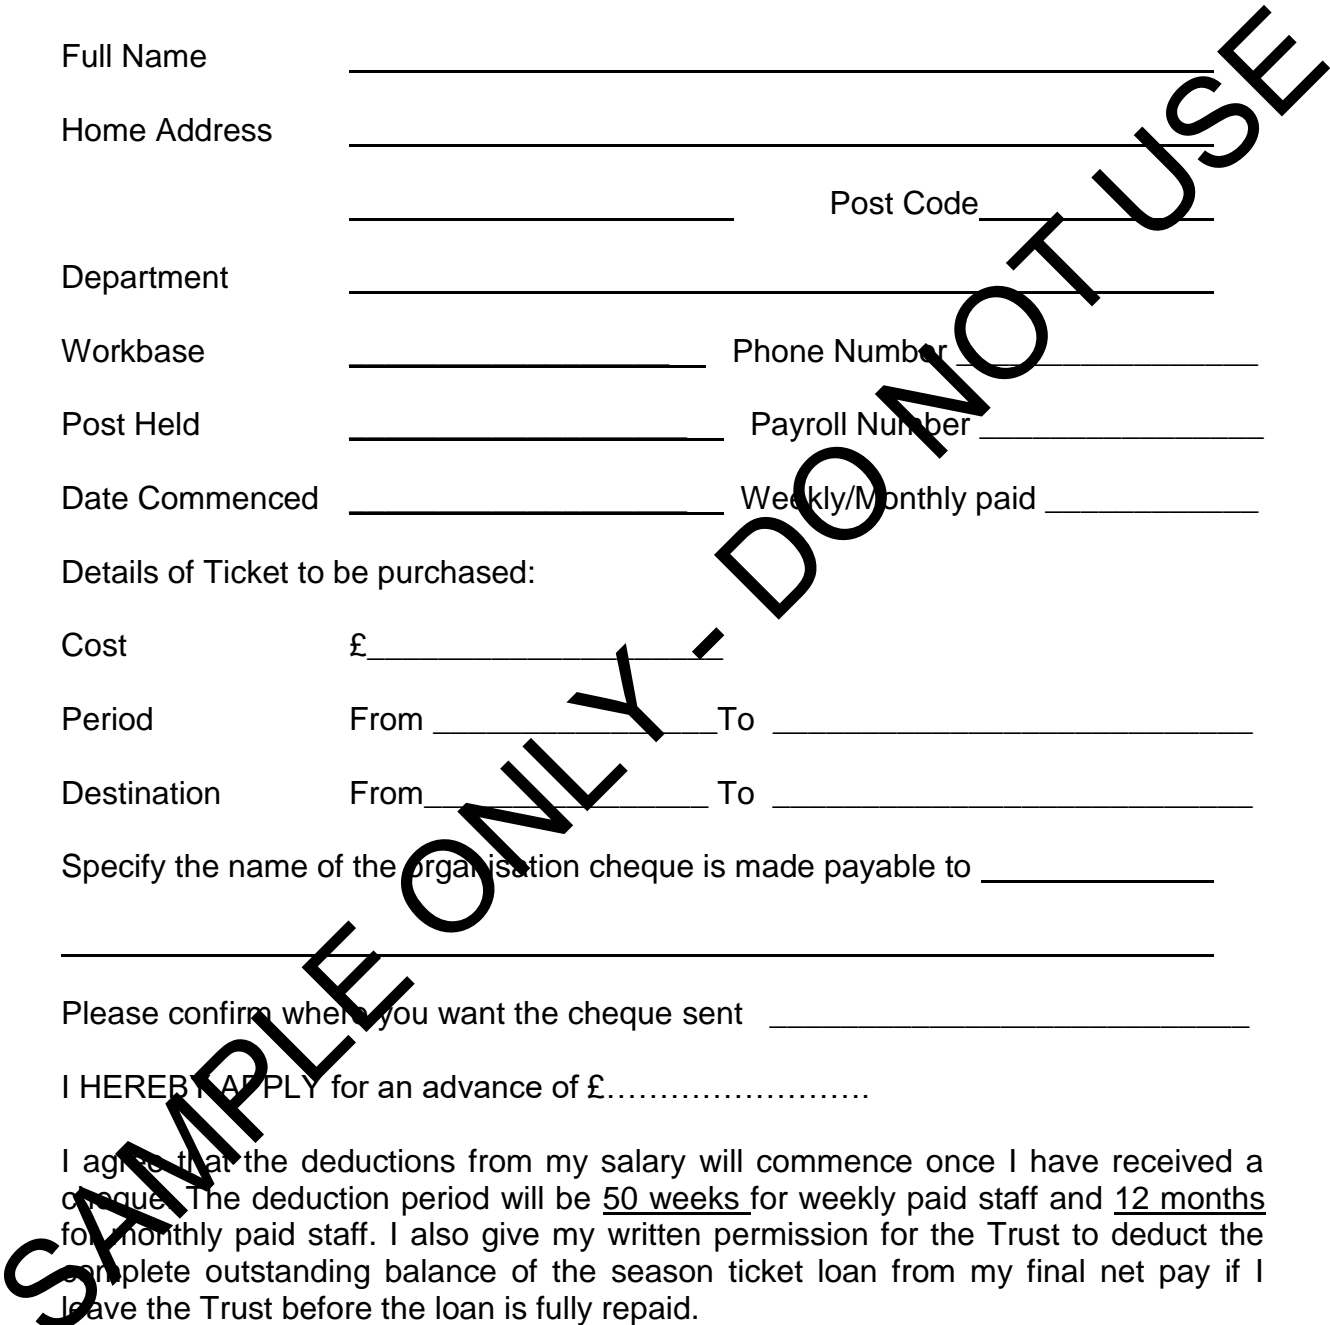 Full Name
Home Address
Post Code
Department
Workbase Phone Number
Post Held Payroll Number
Date Commenced Weekly/Monthly paid
Details of Ticket to be purchased:
Cost £
Period From To
Destination From To
Specify the name of the organisation cheque is made payable to
Please confirm where you want the cheque sent
I HEREBY APPLY for an advance of £…………………….
I agree that the deductions from my salary will commence once I have received a
cheque. The deduction period will be 50 weeks for weekly paid staff and 12 months
for monthly paid staff. I also give my written permission for the Trust to deduct the
complete outstanding balance of the season ticket loan from my final net pay if I
leave the Trust before the loan is fully repaid.
SAMPLE ONLY - DO NOT USE